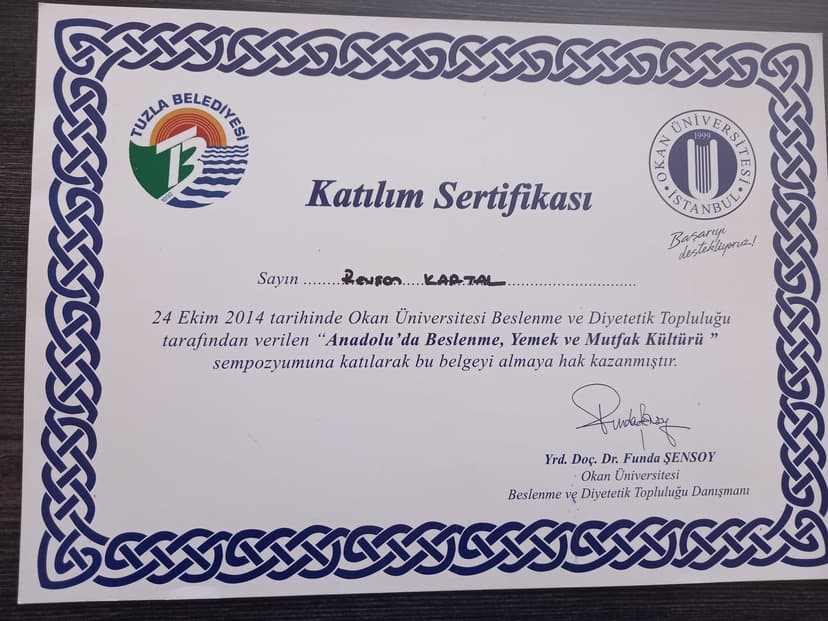 TUZLA BELEDİYESİ
OKAN ÜNİVERSİTESİ
1999
İSTANBUL
Başarıyı
destekliyoruz!
Katılım Sertifikası
Sayın ........ KARTAL ........
24 Ekim 2014 tarihinde Okan Üniversitesi Beslenme ve Diyetetik Topluluğu
tarafından verilen “Anadolu’da Beslenme, Yemek ve Mutfak Kültürü ”
sempozyumuna katılarak bu belgeyi almaya hak kazanmıştır.
Yrd. Doç. Dr. Funda ŞENSOY
Okan Üniversitesi
Beslenme ve Diyetetik Topluluğu Danışmanı